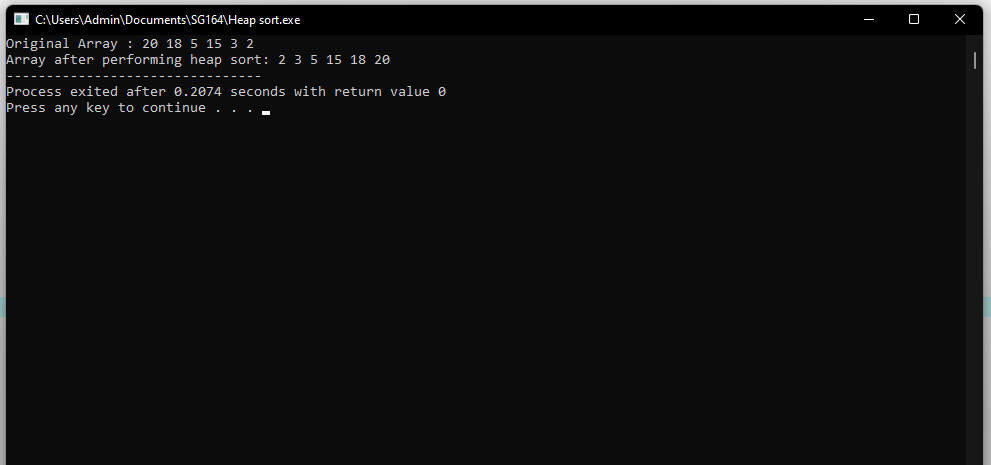 C:\Users\Admin\Documents\SG164\Heap sort.exe
Original Array : 20 18 5 15 3 2
Array after performing heap sort: 2 3 5 15 18 20
--------------------------------
Process exited after 0.2074 seconds with return value 0
Press any key to continue . . .